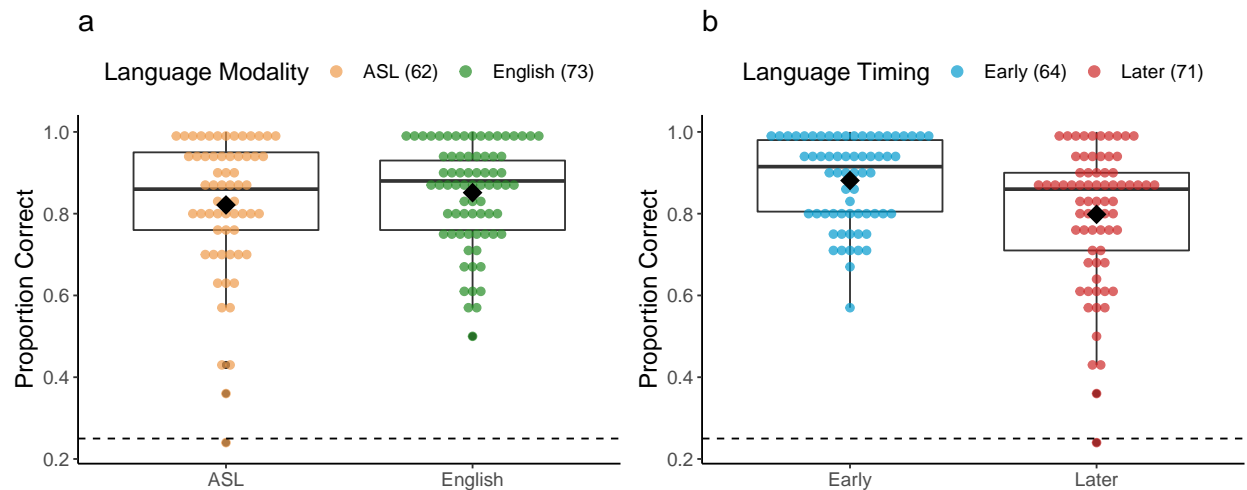 a
Language Modality ASL (62) English (73)
Proportion Correct
1.0
0.8
0.6
0.4
0.2
ASL English
b
Language Timing Early (64) Later (71)
Proportion Correct
1.0
0.8
0.6
0.4
0.2
Early Later